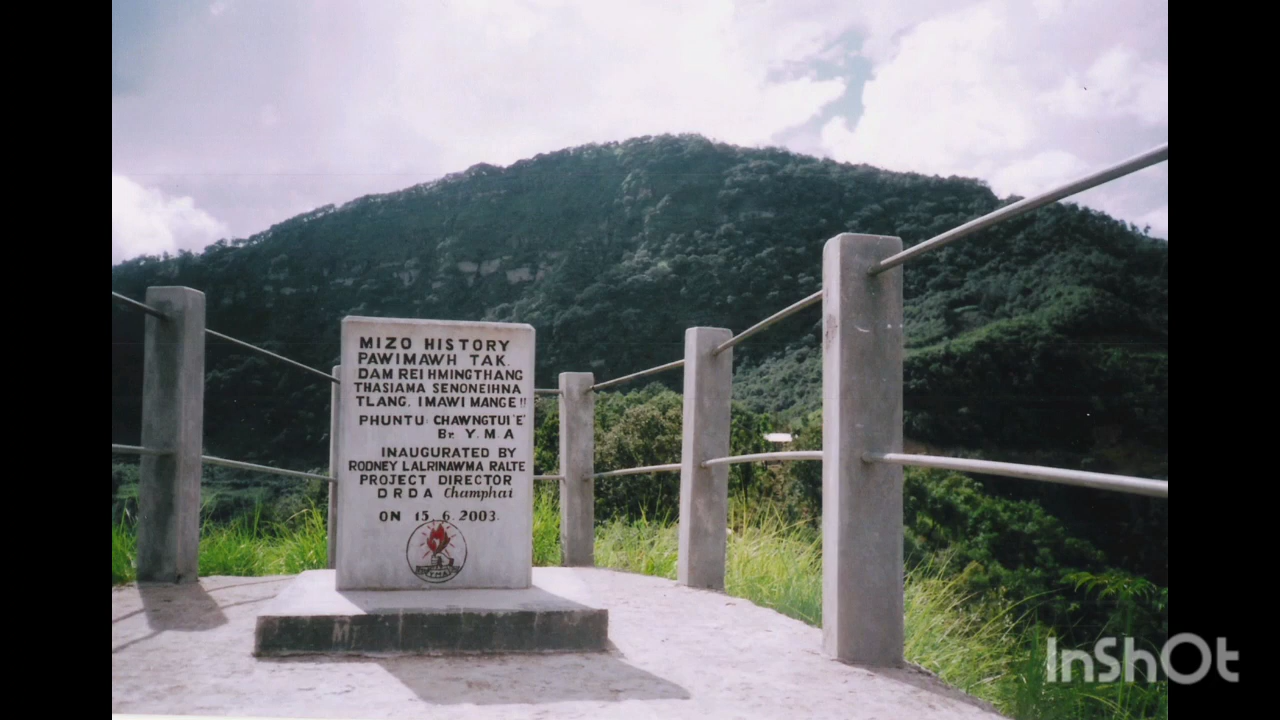 MIZO HISTORY
PAWIMAWH TAK.
DAM REI HMINGTHANG
THASIAMA SENONEIHNA
TLANG. I MAWI MANGE !!
PHUNTU: CHAWNGTUI 'E'
Br. Y.M.A
INAUGURATED BY
RODNEY LALRINAWMA RALTE
PROJECT DIRECTOR
DRDA Champhai
ON 15.6.2003.
InShOt